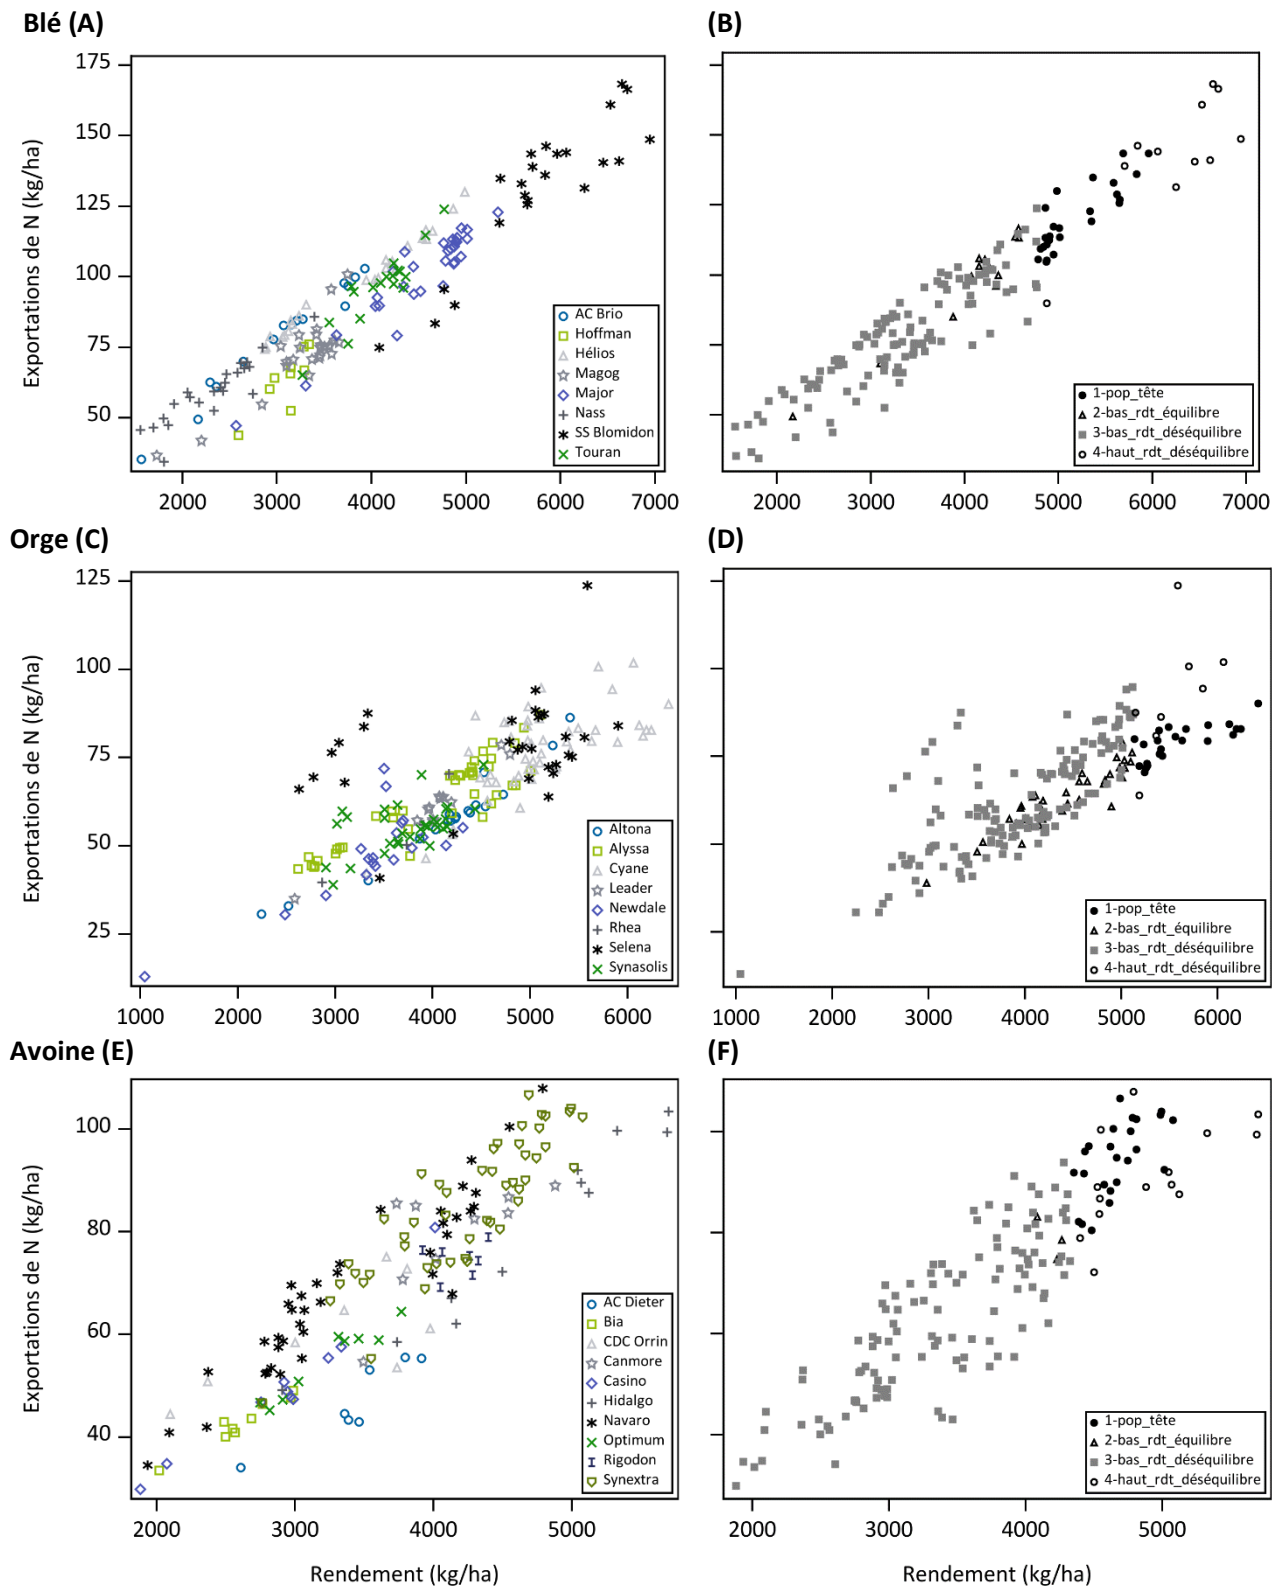 Blé (A)
(B)
Exportations de N (kg/ha)
175
150
125
100
75
50
AC Brio
Hoffman
Hélios
Magog
Major
Nass
SS Blomidon
Touran
1-pop_tête
2-bas_rdt_équilibre
3-bas_rdt_déséquilibre
4-haut_rdt_déséquilibre
2000 3000 4000 5000 6000 7000
2000 3000 4000 5000 6000 7000
Orge (C)
(D)
Exportations de N (kg/ha)
125
100
75
50
25
Altona
Alyssa
Cyane
Leader
Newdale
Rhea
Selena
Synasolis
1-pop_tête
2-bas_rdt_équilibre
3-bas_rdt_déséquilibre
4-haut_rdt_déséquilibre
1000 2000 3000 4000 5000 6000
1000 2000 3000 4000 5000 6000
Avoine (E)
(F)
Exportations de N (kg/ha)
100
80
60
40
AC Dieter
Bia
CDC Orrin
Canmore
Casino
Hidalgo
Navaro
Optimum
Rigodon
Synextra
1-pop_tête
2-bas_rdt_équilibre
3-bas_rdt_déséquilibre
4-haut_rdt_déséquilibre
2000 3000 4000 5000
2000 3000 4000 5000
Rendement (kg/ha)
Rendement (kg/ha)